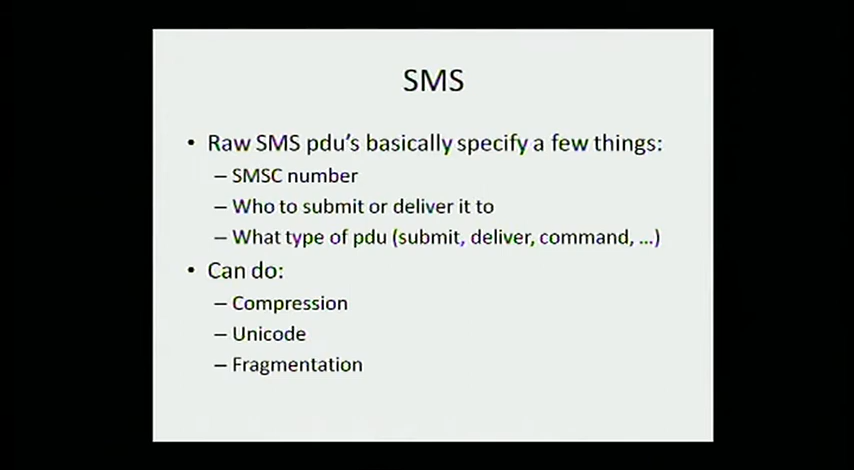 SMS
• Raw SMS pdu's basically specify a few things:
– SMSC number
– Who to submit or deliver it to
– What type of pdu (submit, deliver, command, ...)
• Can do:
– Compression
– Unicode
– Fragmentation